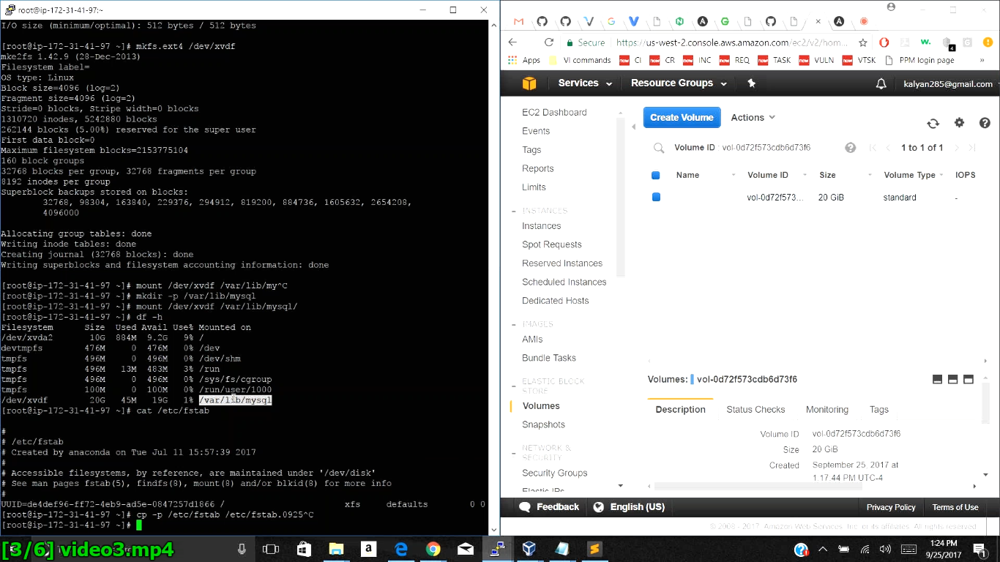 root@ip-172-31-41-97:~
I/O size (minimum/optimal): 512 bytes / 512 bytes
[root@ip-172-31-41-97 ~]# mkfs.ext4 /dev/xvdf
mke2fs 1.42.9 (28-Dec-2013)
Filesystem label=
OS type: Linux
Block size=4096 (log=2)
Fragment size=4096 (log=2)
Stride=0 blocks, Stripe width=0 blocks
1310720 inodes, 5242880 blocks
262144 blocks (5.00%) reserved for the super user
First data block=0
Maximum filesystem blocks=2153775104
160 block groups
32768 blocks per group, 32768 fragments per group
8192 inodes per group
Superblock backups stored on blocks:
32768, 98304, 163840, 229376, 294912, 819200, 884736, 1605632, 2654208,
4096000
Allocating group tables: done
Writing inode tables: done
Creating journal (32768 blocks): done
Writing superblocks and filesystem accounting information: done
[root@ip-172-31-41-97 ~]# mount /dev/xvdf /var/lib/my^C
[root@ip-172-31-41-97 ~]# mkdir -p /var/lib/mysql
[root@ip-172-31-41-97 ~]# mount /dev/xvdf /var/lib/mysql/
[root@ip-172-31-41-97 ~]# df -h
Filesystem Size Used Avail Use% Mounted on
/dev/xvda2 10G 884M 9.2G 9% /
devtmpfs 476M 0 476M 0% /dev
tmpfs 496M 0 496M 0% /dev/shm
tmpfs 496M 13M 483M 3% /run
tmpfs 496M 0 496M 0% /sys/fs/cgroup
tmpfs 100M 0 100M 0% /run/user/1000
/dev/xvdf 20G 45M 19G 1% /var/lib/mysql
[root@ip-172-31-41-97 ~]# cat /etc/fstab
#
# /etc/fstab
# Created by anaconda on Tue Jul 11 15:57:39 2017
#
# Accessible filesystems, by reference, are maintained under '/dev/disk'
# See man pages fstab(5), findfs(8), mount(8) and/or blkid(8) for more info
#
UUID=de4def96-ff72-4eb9-ad5e-0847257d1866 / xfs defaults 0 0
[root@ip-172-31-41-97 ~]# cp -p /etc/fstab /etc/fstab.0925^C
[root@ip-172-31-41-97 ~]#
Secure https://us-west-2.console.aws.amazon.com/ec2/v2/hom...
Apps VI commands CI CR INC REQ TASK VULN VTSK PPM login page »
Services Resource Groups kalyan285@gmail.com
EC2 Dashboard
Events
Tags
Reports
Limits
INSTANCES
Instances
Spot Requests
Reserved Instances
Scheduled Instances
Dedicated Hosts
IMAGES
AMIs
Bundle Tasks
ELASTIC BLOCK
STORE
Volumes
Snapshots
NETWORK &
SECURITY
Security Groups
Elastic IPs
Create Volume Actions
Volume ID : vol-0d72f573cdb6d73f6 1 to 1 of 1
Name Volume ID Size Volume Type IOPS
vol-0d72f573... 20 GiB standard -
Volumes: vol-0d72f573cdb6d73f6
Description Status Checks Monitoring Tags
Volume ID vol-0d72f573cdb6d73f6
Size 20 GiB
Created September 25, 2017 at
1:17:44 PM UTC-4
Feedback English (US) Privacy Policy Terms of Use
© 2008 - 2017, Amazon Web Services, Inc. or its affiliates. All rights reserved.
[3/6] video3.mp4
1:24 PM
9/25/2017